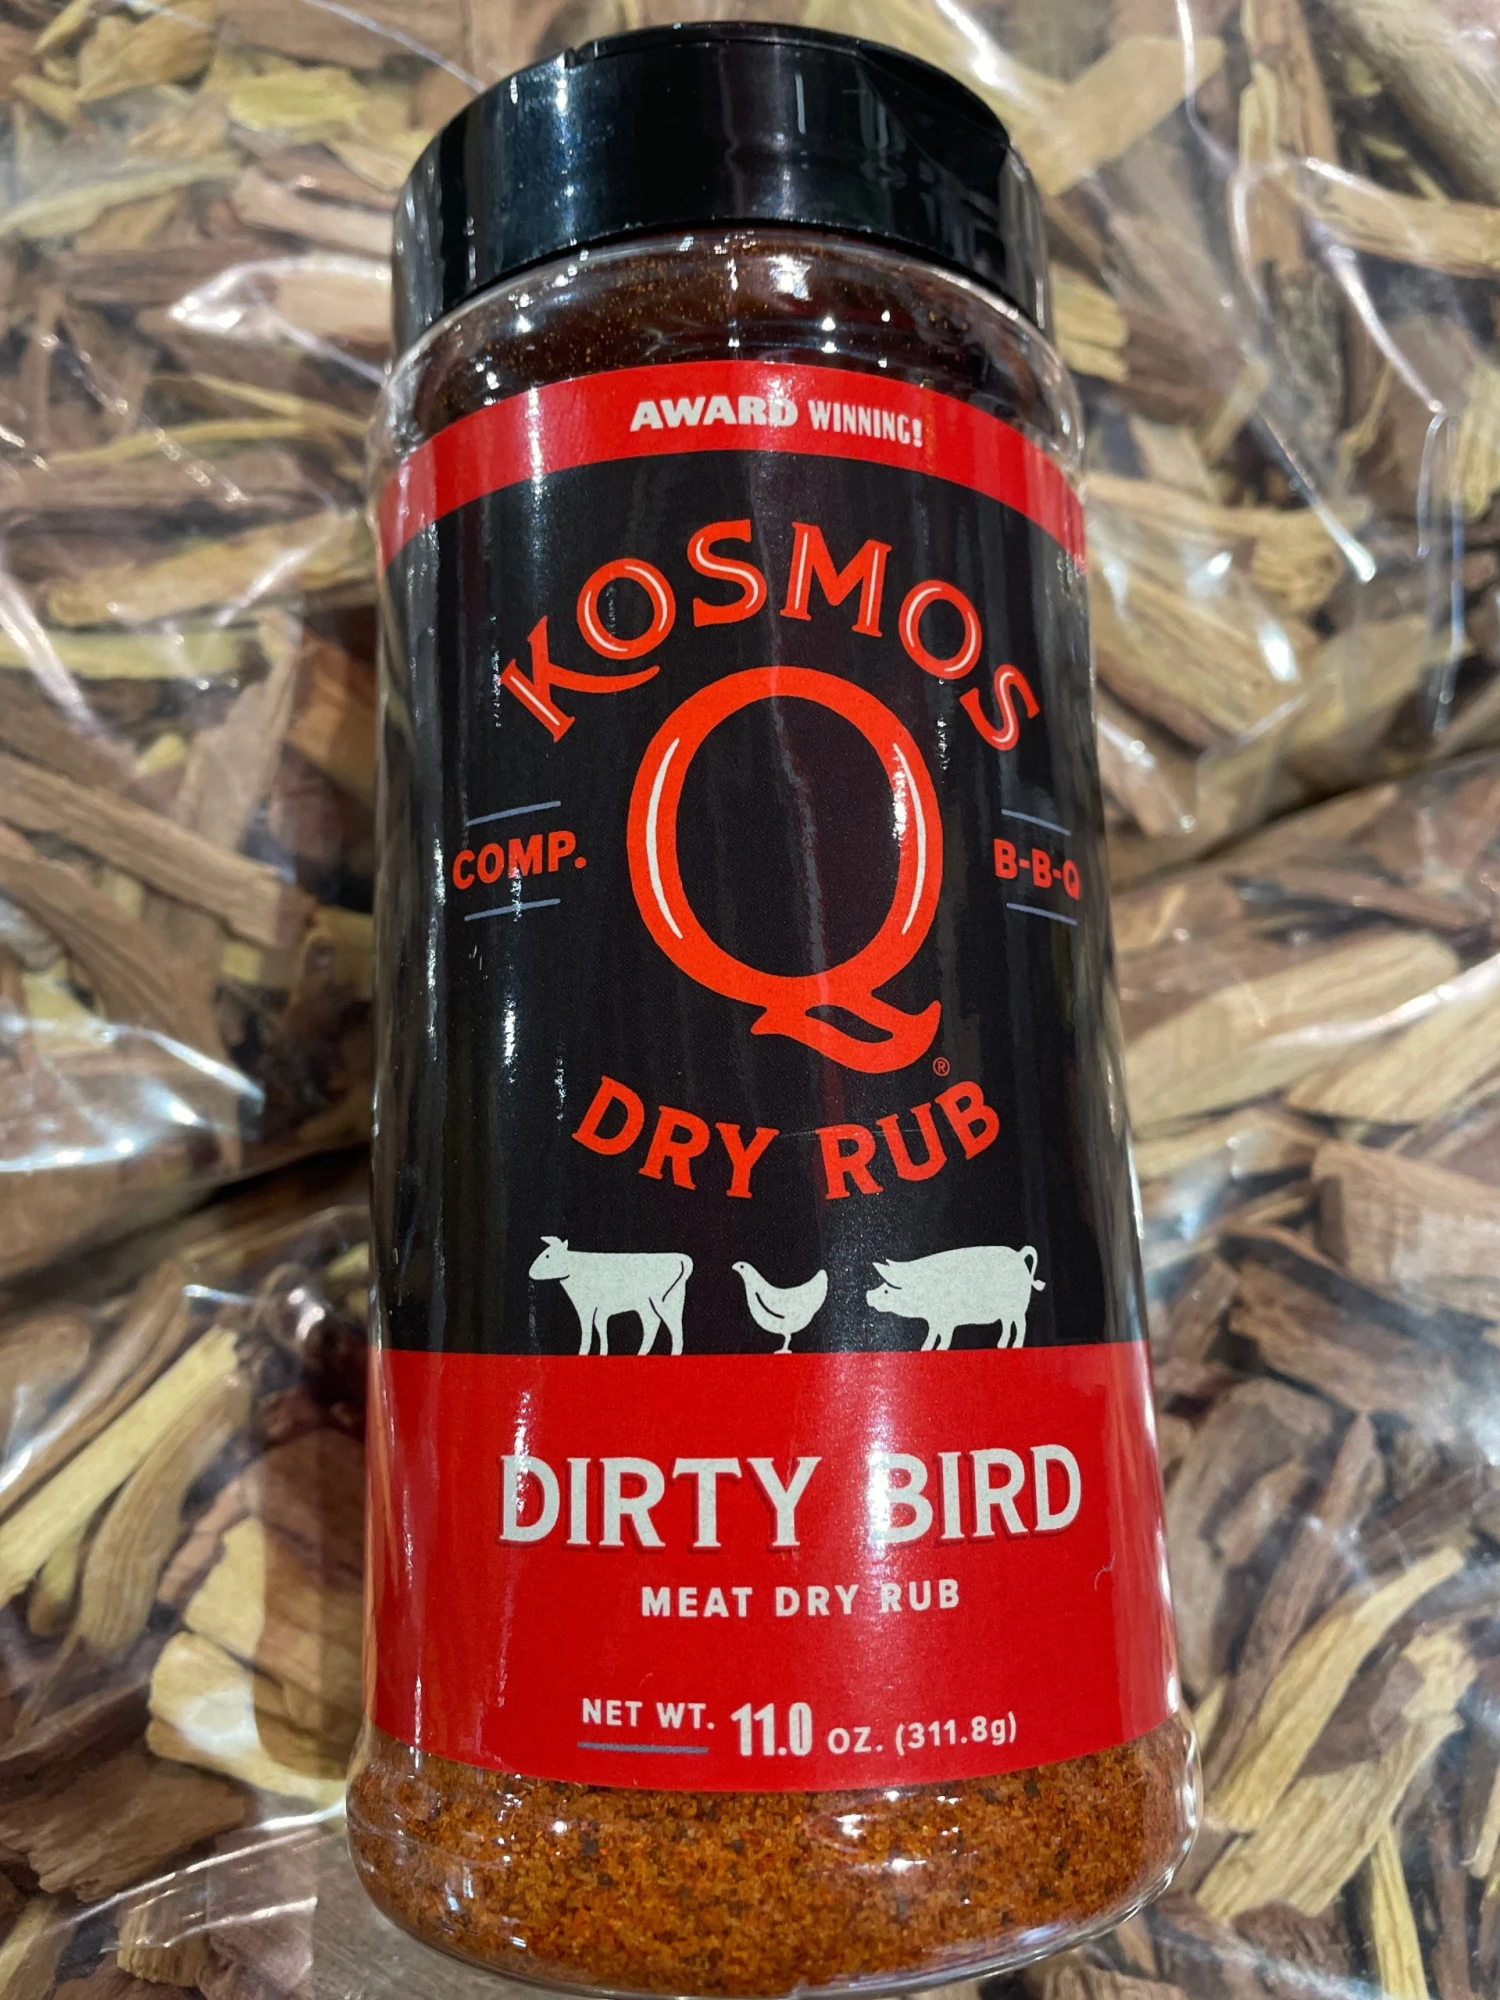 AWARD WINNING!
KOSMOS
Q
COMP.
B-B-Q
®
DRY RUB
DIRTY BIRD
MEAT DRY RUB
NET WT. 11.0 OZ. (311.8g)